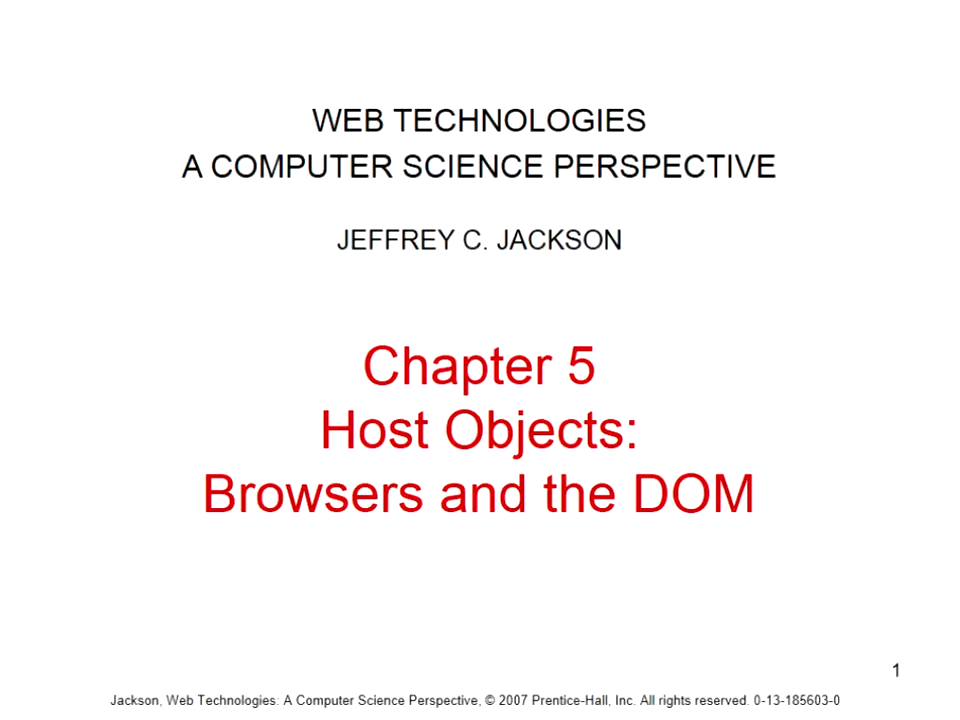 WEB TECHNOLOGIES
A COMPUTER SCIENCE PERSPECTIVE
JEFFREY C. JACKSON
Chapter 5
Host Objects:
Browsers and the DOM
1
Jackson, Web Technologies: A Computer Science Perspective, © 2007 Prentice-Hall, Inc. All rights reserved. 0-13-185603-0